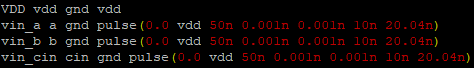 VDD vdd gnd vdd
vin_a a gnd pulse(0.0 vdd 50n 0.001n 0.001n 10n 20.04n)
vin_b b gnd pulse(0.0 vdd 50n 0.001n 0.001n 10n 20.04n)
vin_cin cin gnd pulse(0.0 vdd 50n 0.001n 0.001n 10n 20.04n)